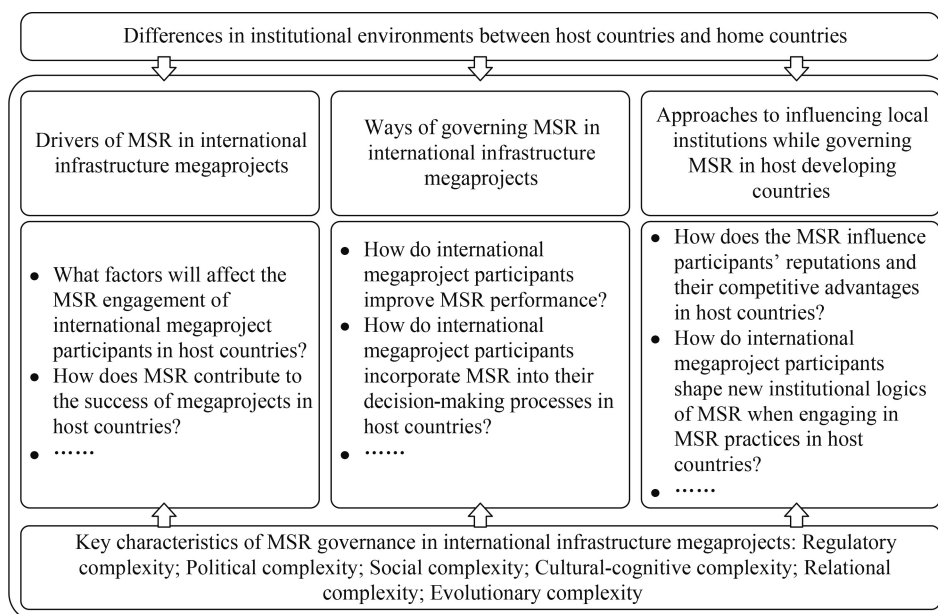 Differences in institutional environments between host countries and home countries
Drivers of MSR in international
infrastructure megaprojects
Ways of governing MSR in
international infrastructure
megaprojects
Approaches to influencing local
institutions while governing
MSR in host developing
countries
● What factors will affect the
MSR engagement of
international megaproject
participants in host countries?
● How does MSR contribute to
the success of megaprojects in
host countries?
● ……
● How do international
megaproject participants
improve MSR performance?
● How do international
megaproject participants
incorporate MSR into their
decision-making processes in
host countries?
● ……
● How does the MSR influence
participants’ reputations and
their competitive advantages
in host countries?
● How do international
megaproject participants
shape new institutional logics
of MSR when engaging in
MSR practices in host
countries?
● ……
Key characteristics of MSR governance in international infrastructure megaprojects: Regulatory
complexity; Political complexity; Social complexity; Cultural-cognitive complexity; Relational
complexity; Evolutionary complexity